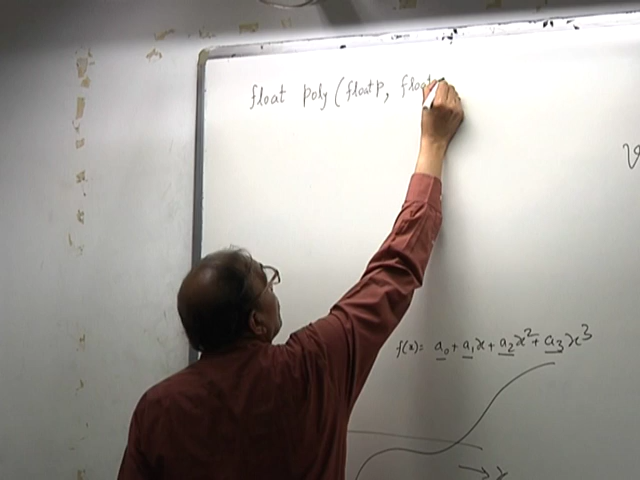 float poly (float p, float
f(x) = a₀ + a₁x + a₂x² + a₃x³
x